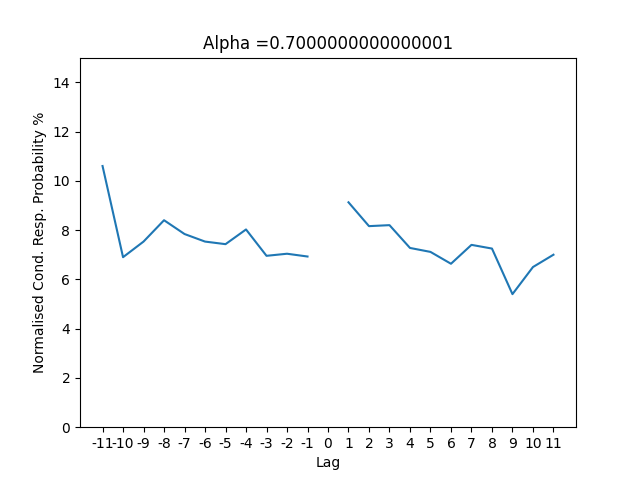 Alpha =0.7000000000000001
Normalised Cond. Resp. Probability %
14
12
10
8
6
4
2
0
-11 -10 -9 -8 -7 -6 -5 -4 -3 -2 -1 0 1 2 3 4 5 6 7 8 9 10 11
Lag